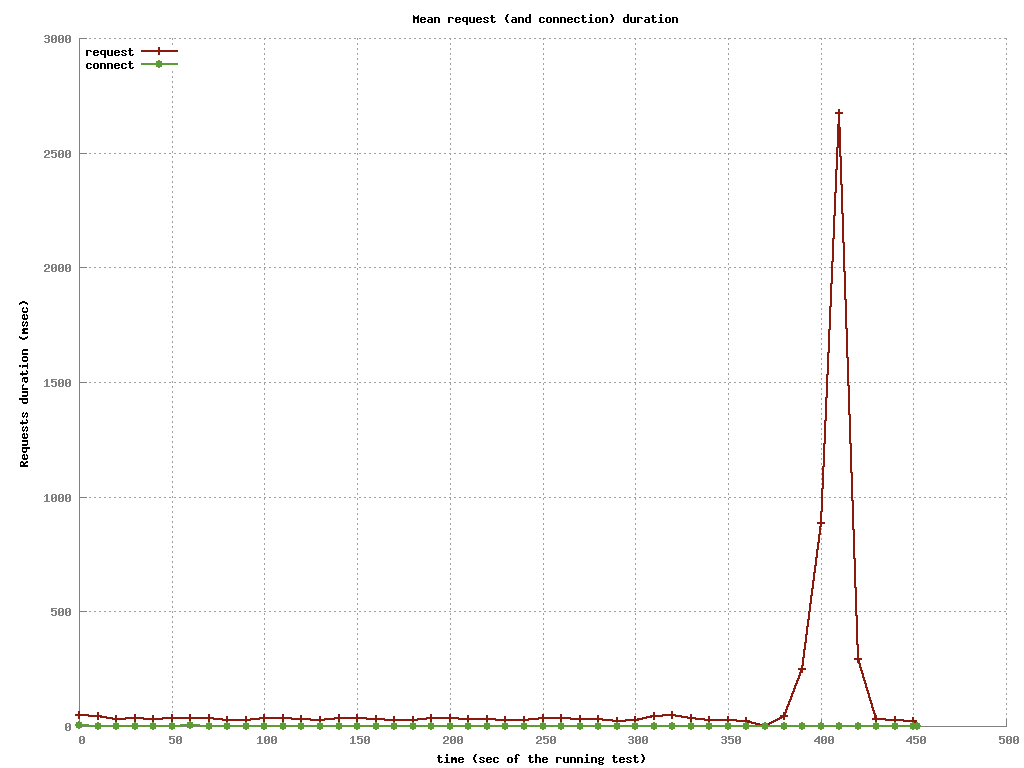 Mean request (and connection) duration
3000
request
connect
2500
2000
1500
1000
500
0
Requests duration (msec)
0 50 100 150 200 250 300 350 400 450 500
time (sec of the running test)